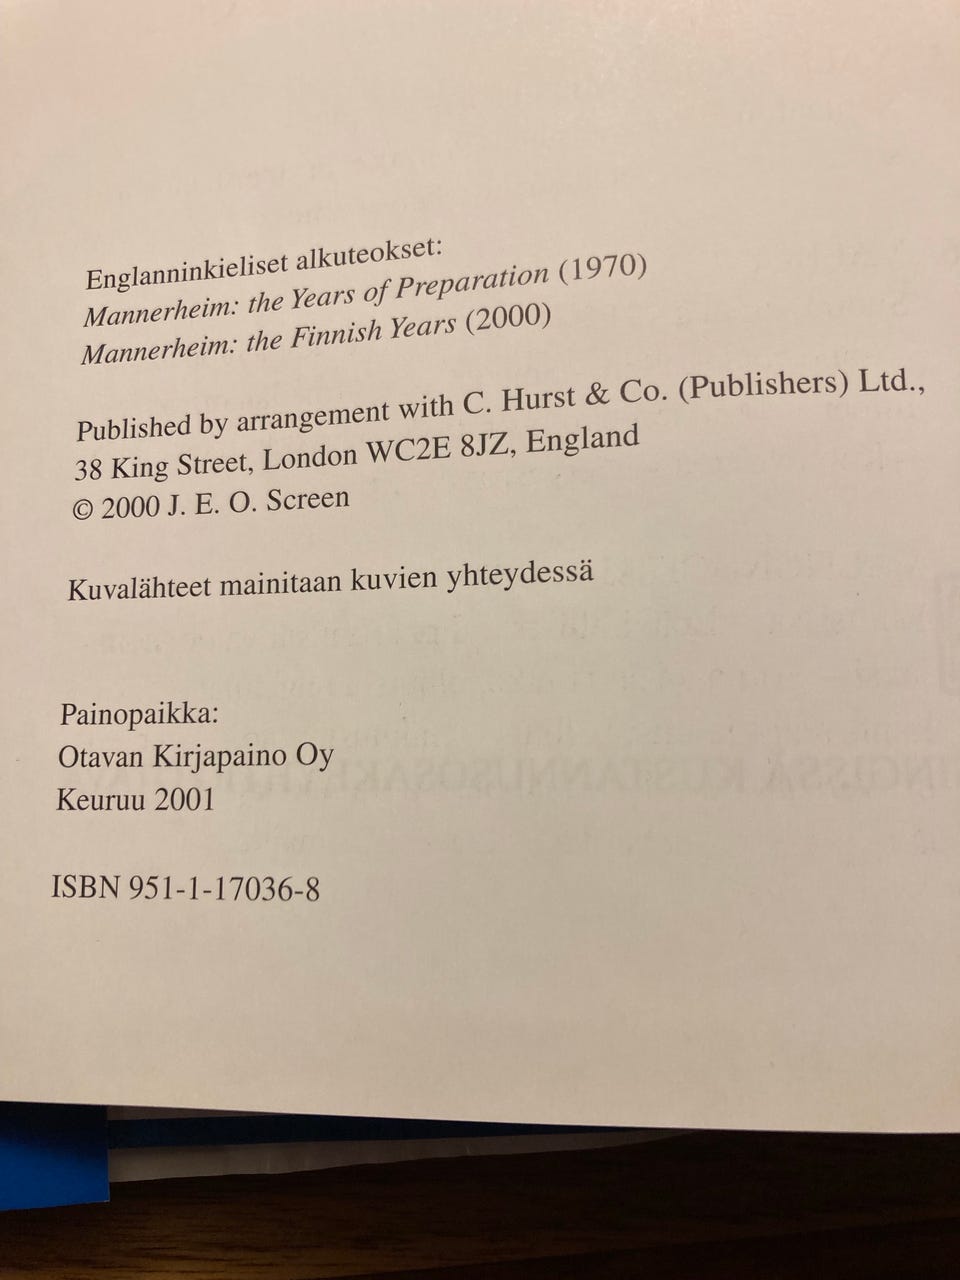 Englanninkieliset alkuteokset:
Mannerheim: the Years of Preparation (1970)
Mannerheim: the Finnish Years (2000)
Published by arrangement with C. Hurst & Co. (Publishers) Ltd.,
38 King Street, London WC2E 8JZ, England
© 2000 J. E. O. Screen
Kuvalähteet mainitaan kuvien yhteydessä
Painopaikka:
Otavan Kirjapaino Oy
Keuruu 2001
ISBN 951-1-17036-8